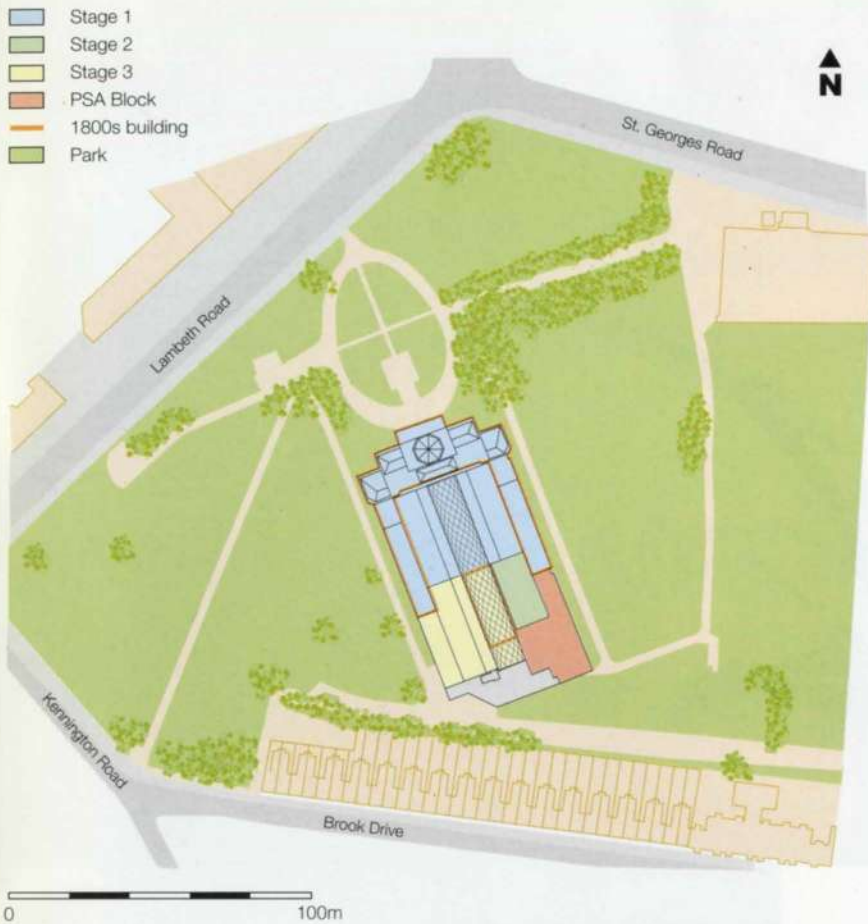 Stage 1
Stage 2
Stage 3
PSA Block
1800s building
Park
N
St. Georges Road
Lambeth Road
Kennington Road
Brook Drive
0 100m